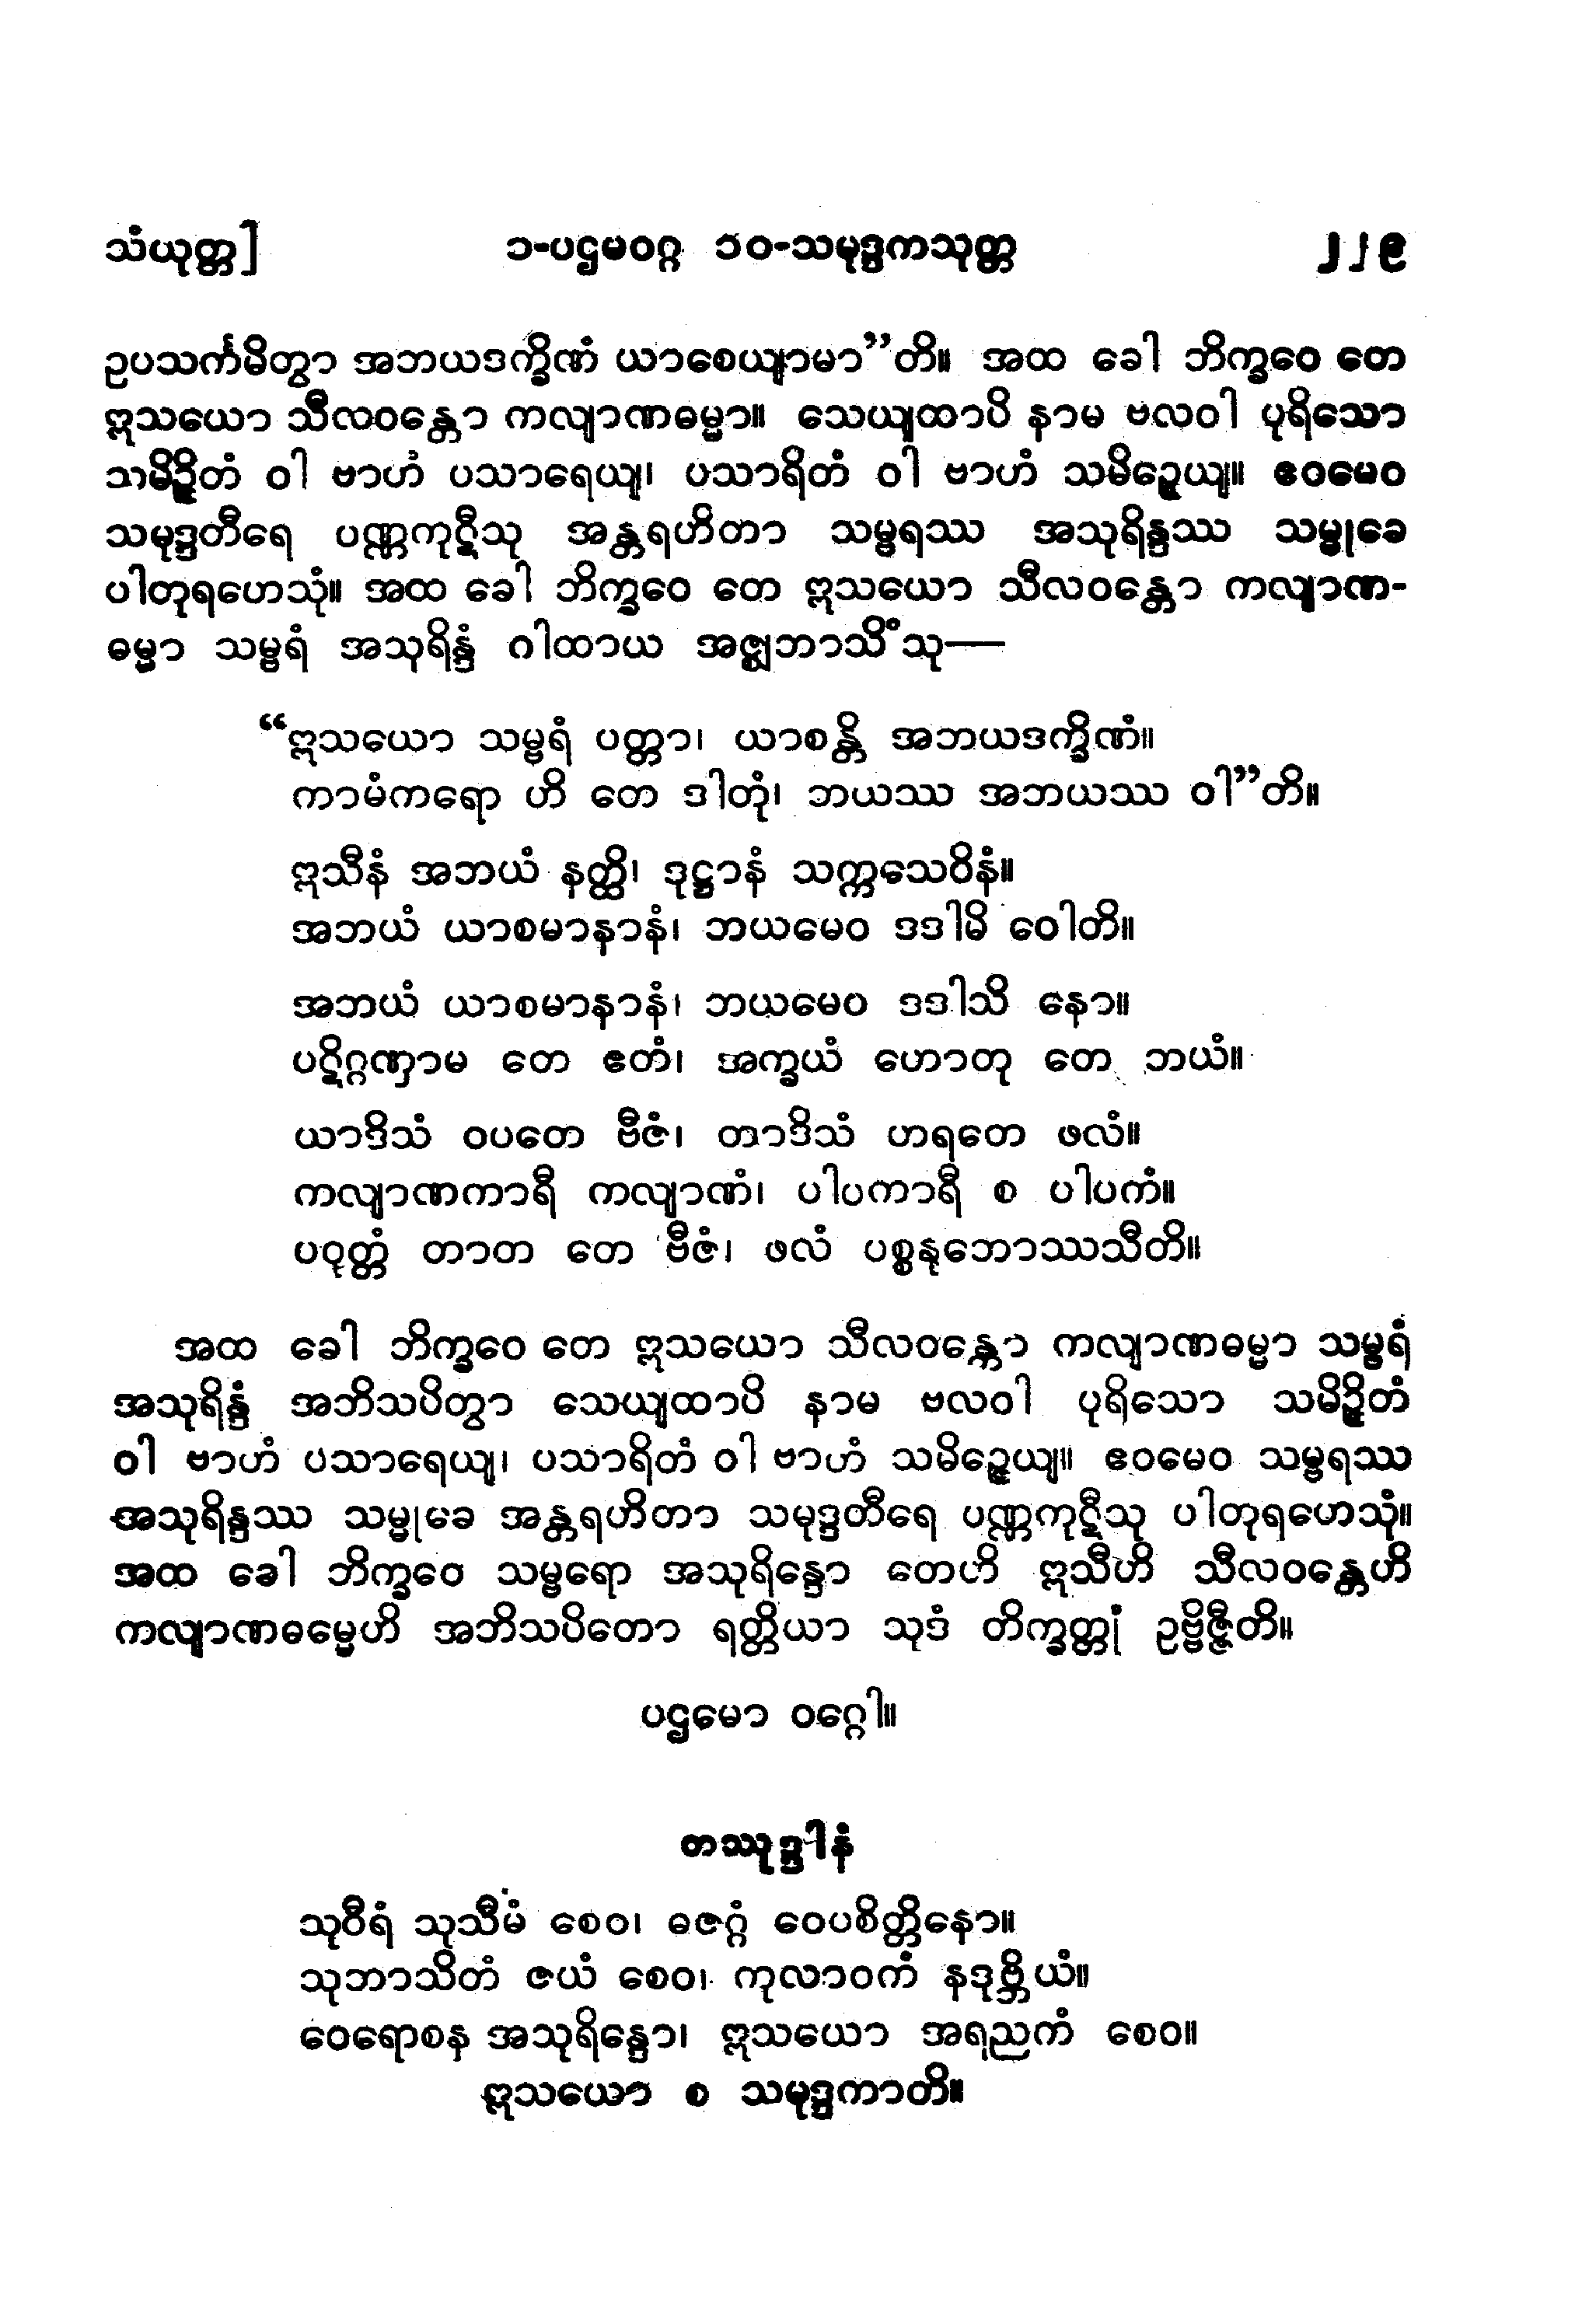 သံယုတ္တ] ၁-ပဌမဝဂ္ဂ ၁၀-သမုဒ္ဒကသုတ္တ ၂၂၉
ဥပသင်္ကမိတွာ အဘယဒက္ခိဏံ ယာစေယျာမာ”တိ။ အထ ခေါ ဘိက္ခဝေ တေ
ဣသယော သီလဝန္တော ကလျာဏဓမ္မာ။ သေယျထာပိ နာမ ဗလဝါ ပုရိသော
သမိဉ္ဇိတံ ဝါ ဗာဟံ ပသာရေယျ၊ ပသာရိတံ ဝါ ဗာဟံ သမိဉ္ဇေယျ။ ဧဝမေဝ
သမုဒ္ဒတီရေ ပဏ္ဏကုဋီသု အန္တရဟိတာ သမ္ဗရဿ အသုရိန္ဒဿ သမ္မုခေ
ပါတုရဟေသုံ။ အထ ခေါ ဘိက္ခဝေ တေ ဣသယော သီလဝန္တော ကလျာဏ-
ဓမ္မာ သမ္ဗရံ အသုရိန္ဒံ ဂါထာယ အဇ္ဈဘာသိံသု—
“ဣသယော သမ္ဗရံ ပတ္တာ၊ ယာစန္တိ အဘယဒက္ခိဏံ။
ကာမံကရော ဟိ တေ ဒါတုံ၊ ဘယဿ အဘယဿ ဝါ”တိ။
ဣသီနံ အဘယံ နတ္ထိ၊ ဒုဋ္ဌာနံ သက္ကသေဝိနံ။
အဘယံ ယာစမာနာနံ၊ ဘယမေဝ ဒဒါမိ ဝေါတိ။
အဘယံ ယာစမာနာနံ၊ ဘယမေဝ ဒဒါသိ နော။
ပဋိဂ္ဂဏှာမ တေ ဧတံ၊ အက္ခယံ ဟောတု တေ ဘယံ။
ယာဒိသံ ဝပတေ ဗီဇံ၊ တာဒိသံ ဟရတေ ဖလံ။
ကလျာဏကာရီ ကလျာဏံ၊ ပါပကာရီ စ ပါပကံ။
ပဝုတ္တံ တာတ တေ ဗီဇံ၊ ဖလံ ပစ္စနုဘောဿသီတိ။
အထ ခေါ ဘိက္ခဝေ တေ ဣသယော သီလဝန္တော ကလျာဏဓမ္မာ သမ္ဗရံ
အသုရိန္ဒံ အဘိသပိတွာ သေယျထာပိ နာမ ဗလဝါ ပုရိသော သမိဉ္ဇိတံ
ဝါ ဗာဟံ ပသာရေယျ၊ ပသာရိတံ ဝါ ဗာဟံ သမိဉ္ဇေယျ။ ဧဝမေဝ သမ္ဗရဿ
အသုရိန္ဒဿ သမ္မုခေ အန္တရဟိတာ သမုဒ္ဒတီရေ ပဏ္ဏကုဋီသု ပါတုရဟေသုံ။
အထ ခေါ ဘိက္ခဝေ သမ္ဗရော အသုရိန္ဒော တေဟိ ဣသီဟိ သီလဝန္တေဟိ
ကလျာဏဓမ္မေဟိ အဘိသပိတော ရတ္တိယာ သုဒံ တိက္ခတ္တုံ ဥဗ္ဗိဇ္ဇီတိ။
ပဌမော ဝဂ္ဂေါ။
တဿုဒ္ဒါနံ
သုဝီရံ သုသီမံ စေဝ၊ ဓဇဂ္ဂံ ဝေပစိတ္တိနော။
သုဘာသိတံ ဇယံ စေဝ၊ ကုလာဝကံ နဒုဗ္ဘိယံ။
ဝေရောစန အသုရိန္ဒော၊ ဣသယော အရညကံ စေဝ။
ဣသယော စ သမုဒ္ဒကာတိ။